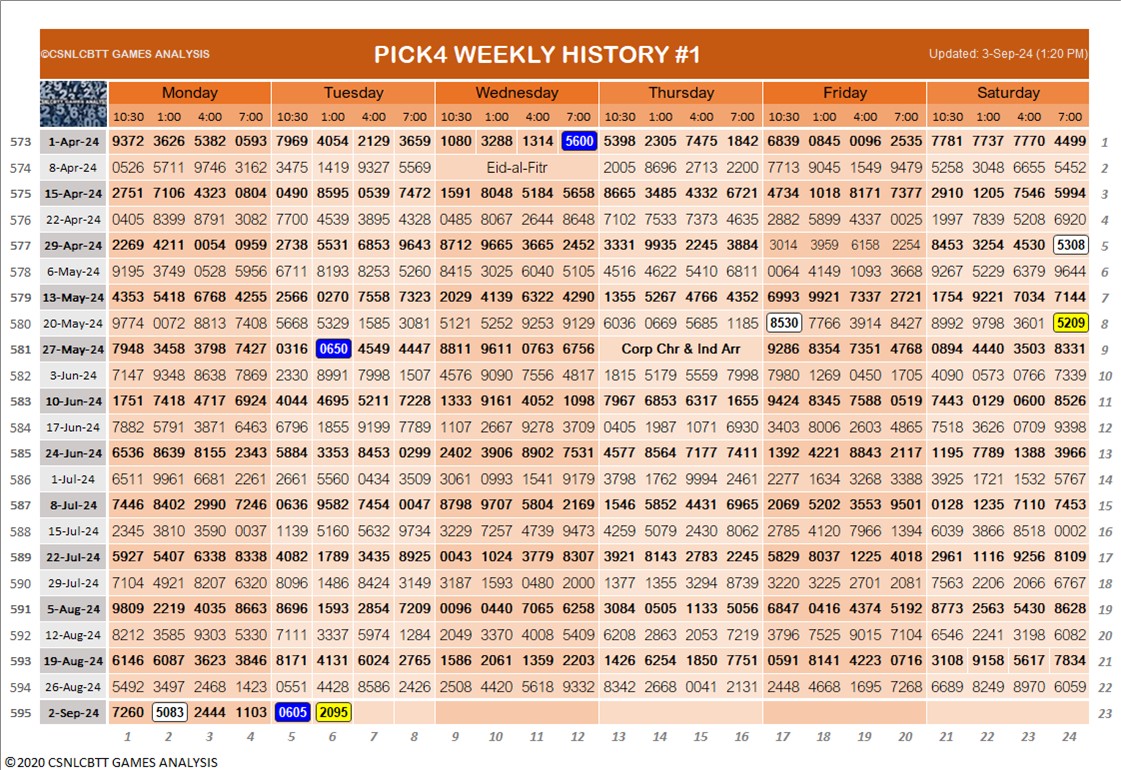 ©CSNLCBTT GAMES ANALYSIS PICK4 WEEKLY HISTORY #1 Updated: 3-Sep-24 (1:20 PM)
Monday Tuesday Wednesday Thursday Friday Saturday
10:30 1:00 4:00 7:00 10:30 1:00 4:00 7:00 10:30 1:00 4:00 7:00 10:30 1:00 4:00 7:00 10:30 1:00 4:00 7:00 10:30 1:00 4:00 7:00
573 1-Apr-24 9372 3626 5382 0593 7969 4054 2129 3659 1080 3288 1314 5600 5398 2305 7475 1842 6839 0845 0096 2535 7781 7737 7770 4499 1
574 8-Apr-24 0526 5711 9746 3162 3475 1419 9327 5569 Eid-al-Fitr 2005 8696 2713 2200 7713 9045 1549 9479 5258 3048 6655 5452 2
575 15-Apr-24 2751 7106 4323 0804 0490 8595 0539 7472 1591 8048 5184 5658 8665 3485 4332 6721 4734 1018 8171 7377 2910 1205 7546 5994 3
576 22-Apr-24 0405 8399 8791 3082 7700 4539 3895 4328 0485 8067 2644 8648 7102 7533 7373 4635 2882 5899 4337 0025 1997 7839 5208 6920 4
577 29-Apr-24 2269 4211 0054 0959 2738 5531 6853 9643 8712 9665 3665 2452 3331 9935 2245 3884 3014 3959 6158 2254 8453 3254 4530 5308 5
578 6-May-24 9195 3749 0528 5956 6711 8193 8253 5260 8415 3025 6040 5105 4516 4622 5410 6811 0064 4149 1093 3668 9267 5229 6379 9644 6
579 13-May-24 4353 5418 6768 4255 2566 0270 7558 7323 2029 4139 6322 4290 1355 5267 4766 4352 6993 9921 7337 2721 1754 9221 7034 7144 7
580 20-May-24 9774 0072 8813 7408 5668 5329 1585 3081 5121 5252 9253 9129 6036 0669 5685 1185 8530 7766 3914 8427 8992 9798 3601 5209 8
581 27-May-24 7948 3458 3798 7427 0316 0650 4549 4447 8811 9611 0763 6756 Corp Chr & Ind Arr 9286 8354 7351 4768 0894 4440 3503 8331 9
582 3-Jun-24 7147 9348 8638 7869 2330 8991 7998 1507 4576 9090 7556 4817 1815 5179 5559 7998 7980 1269 0450 1705 4090 0573 0766 7339 10
583 10-Jun-24 1751 7418 4717 6924 4044 4695 5211 7228 1333 9161 4052 1098 7967 6853 6317 1655 9424 8345 7588 0519 7443 0129 0600 8526 11
584 17-Jun-24 7882 5791 3871 6463 6796 1855 9199 7789 1107 2667 9278 3709 0405 1987 1071 6930 3403 8006 2603 4865 7518 3626 0709 9398 12
585 24-Jun-24 6536 8639 8155 2343 5884 3353 8453 0299 2402 3906 8902 7531 4577 8564 7177 7411 1392 4221 8843 2117 1195 7789 1388 3966 13
586 1-Jul-24 6511 9961 6681 2261 2661 5560 0434 3509 3061 0993 1541 9179 3798 1762 9994 2461 2277 1634 3268 3388 3925 1721 1532 5767 14
587 8-Jul-24 7446 8402 2990 7246 0636 9582 7454 0047 8798 9707 5804 2169 1546 5852 4431 6965 2069 5202 3553 9501 0128 1235 7110 7453 15
588 15-Jul-24 2345 3810 3590 0037 1139 5160 5632 9734 3229 7257 4739 9473 4259 5079 2430 8062 2785 4120 7966 1394 6039 3866 8518 0002 16
589 22-Jul-24 5927 5407 6338 8338 4082 1789 3435 8925 0043 1024 3779 8307 3921 8143 2783 2245 5829 8037 1225 4018 2961 1116 9256 8109 17
590 29-Jul-24 7104 4921 8207 6320 8096 1486 8424 3149 3187 1593 0480 2000 1377 1355 3294 8739 3220 3225 2701 2081 7563 2206 2066 6767 18
591 5-Aug-24 9809 2219 4035 8663 8696 1593 2854 7209 0096 0440 7065 6258 3084 0505 1133 5056 6847 0416 4374 5192 8773 2563 5430 8628 19
592 12-Aug-24 8212 3585 9303 5330 7111 3337 5974 1284 2049 3370 4008 5409 6208 2863 2053 7219 3796 7525 9015 7104 6546 2241 3198 6082 20
593 19-Aug-24 6146 6087 3623 3846 8171 4131 6024 2765 1586 2061 1359 2203 1426 6254 1850 7751 0591 8141 4223 0716 3108 9158 5617 7834 21
594 26-Aug-24 5492 3497 2468 1423 0551 4428 8586 2426 2508 4420 5618 9332 8342 2668 0041 2131 2448 4668 1695 7268 6689 8249 8970 6059 22
595 2-Sep-24 7260 5083 2444 1103 0605 2095 23
1 2 3 4 5 6 7 8 9 10 11 12 13 14 15 16 17 18 19 20 21 22 23 24
©2020 CSNLCBTT GAMES ANALYSIS